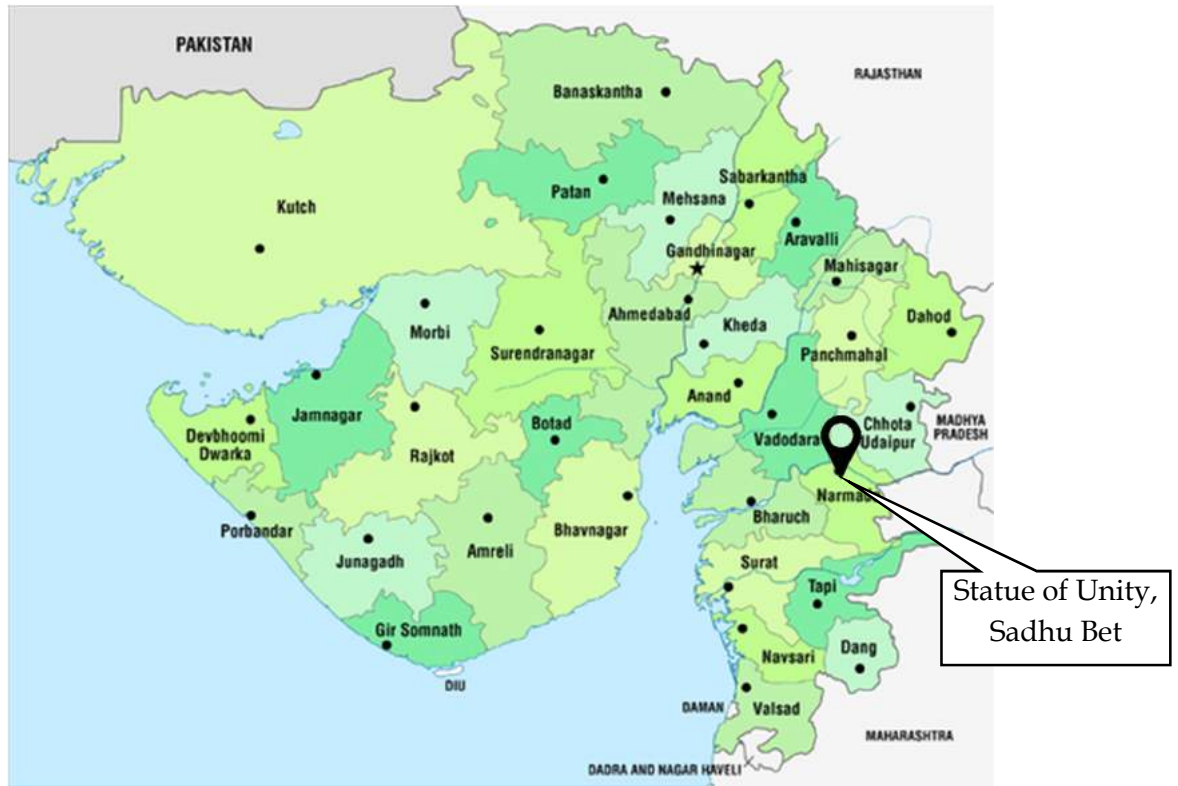 PAKISTAN
RAJASTHAN
Banaskantha
Patan
Sabarkantha
Mehsana
Kutch
Gandhinagar
Aravalli
Mahisagar
Ahmedabad
Kheda
Dahod
Morbi
Surendranagar
Panchmahal
Anand
Jamnagar
Botad
Devbhoomi
Dwarka
Rajkot
Vadodara
Chhota
Udaipur
MADHYA
PRADESH
Bharuch
Porbandar
Bhavnagar
Amreli
Junagadh
Surat
Tapi
Statue of Unity,
Sadhu Bet
Gir Somnath
Dang
Navsari
DIU
DAMAN
Valsad
MAHARASHTRA
DADRA AND NAGAR HAVELI